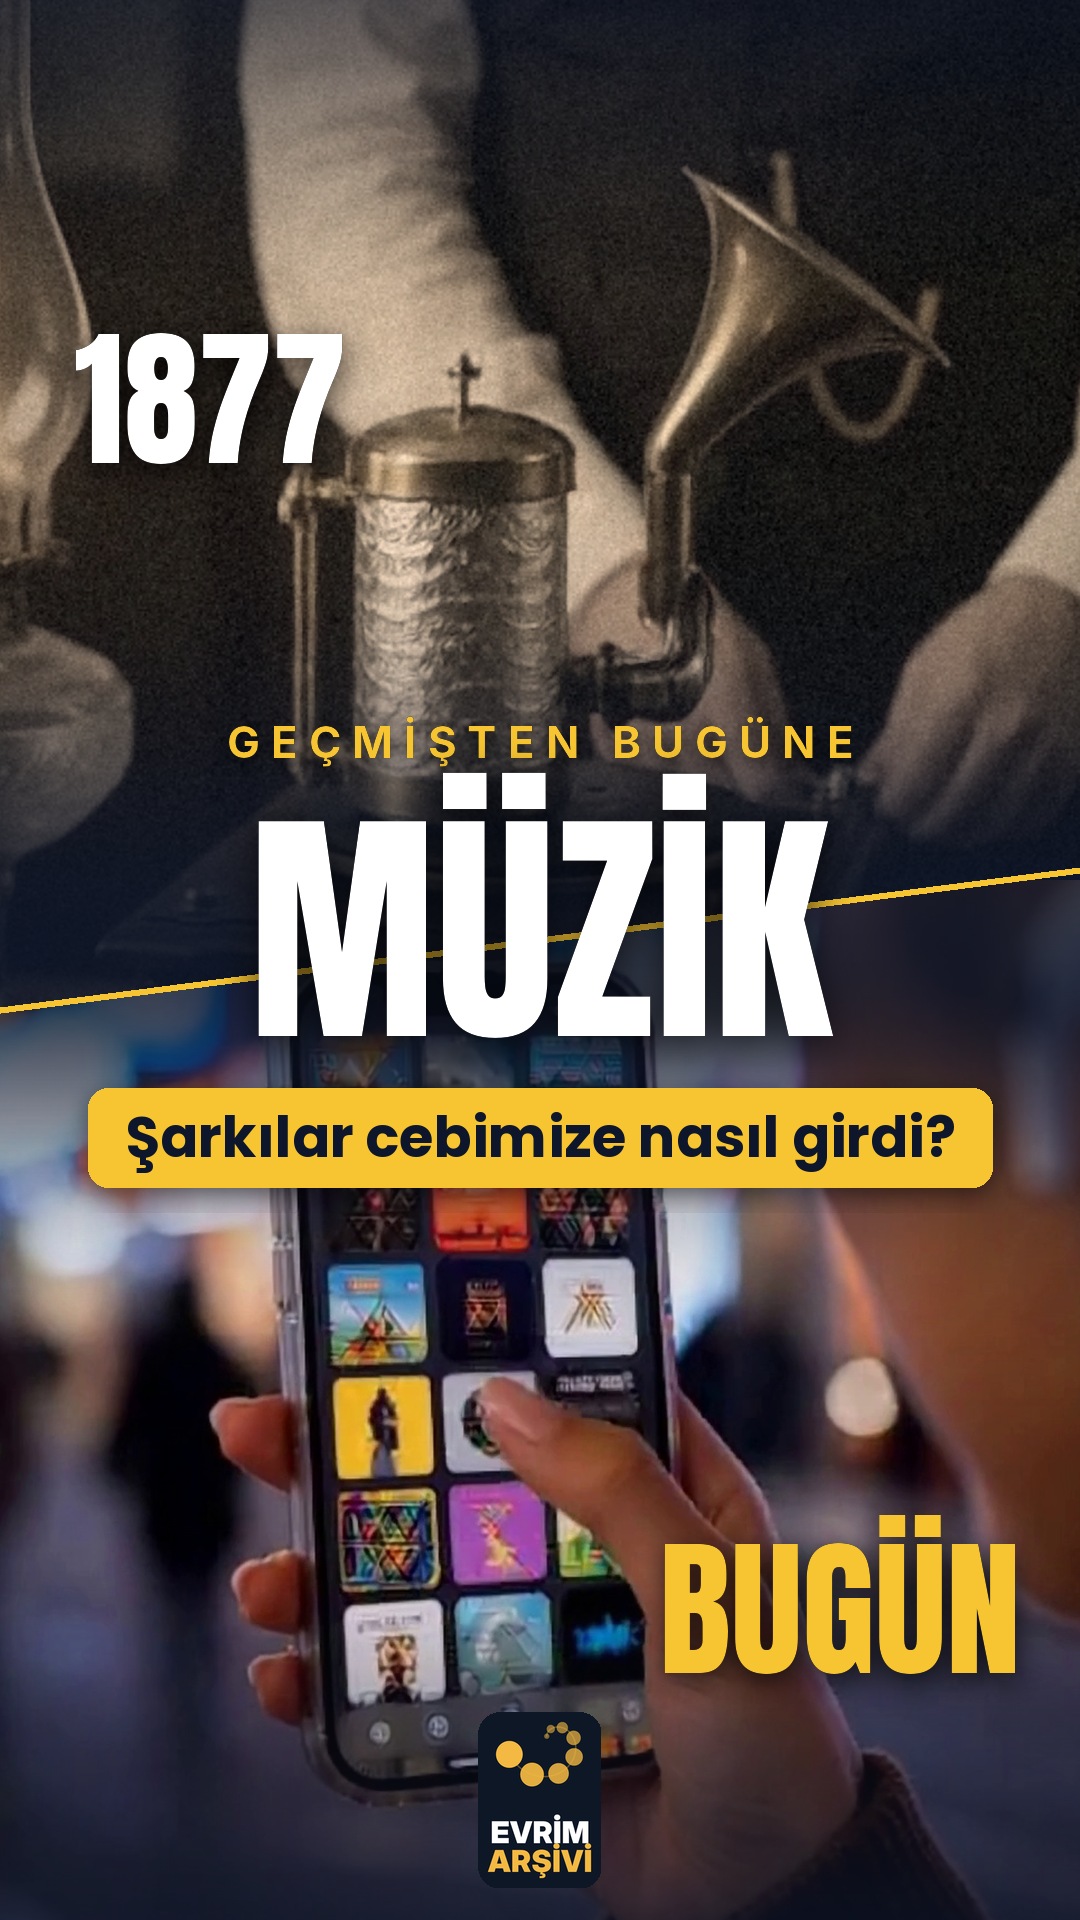 1877
GEÇMİŞTEN BUGÜNE
MÜZİK
Şarkılar cebimize nasıl girdi?
BUGÜN
EVRİM
ARŞİVİ